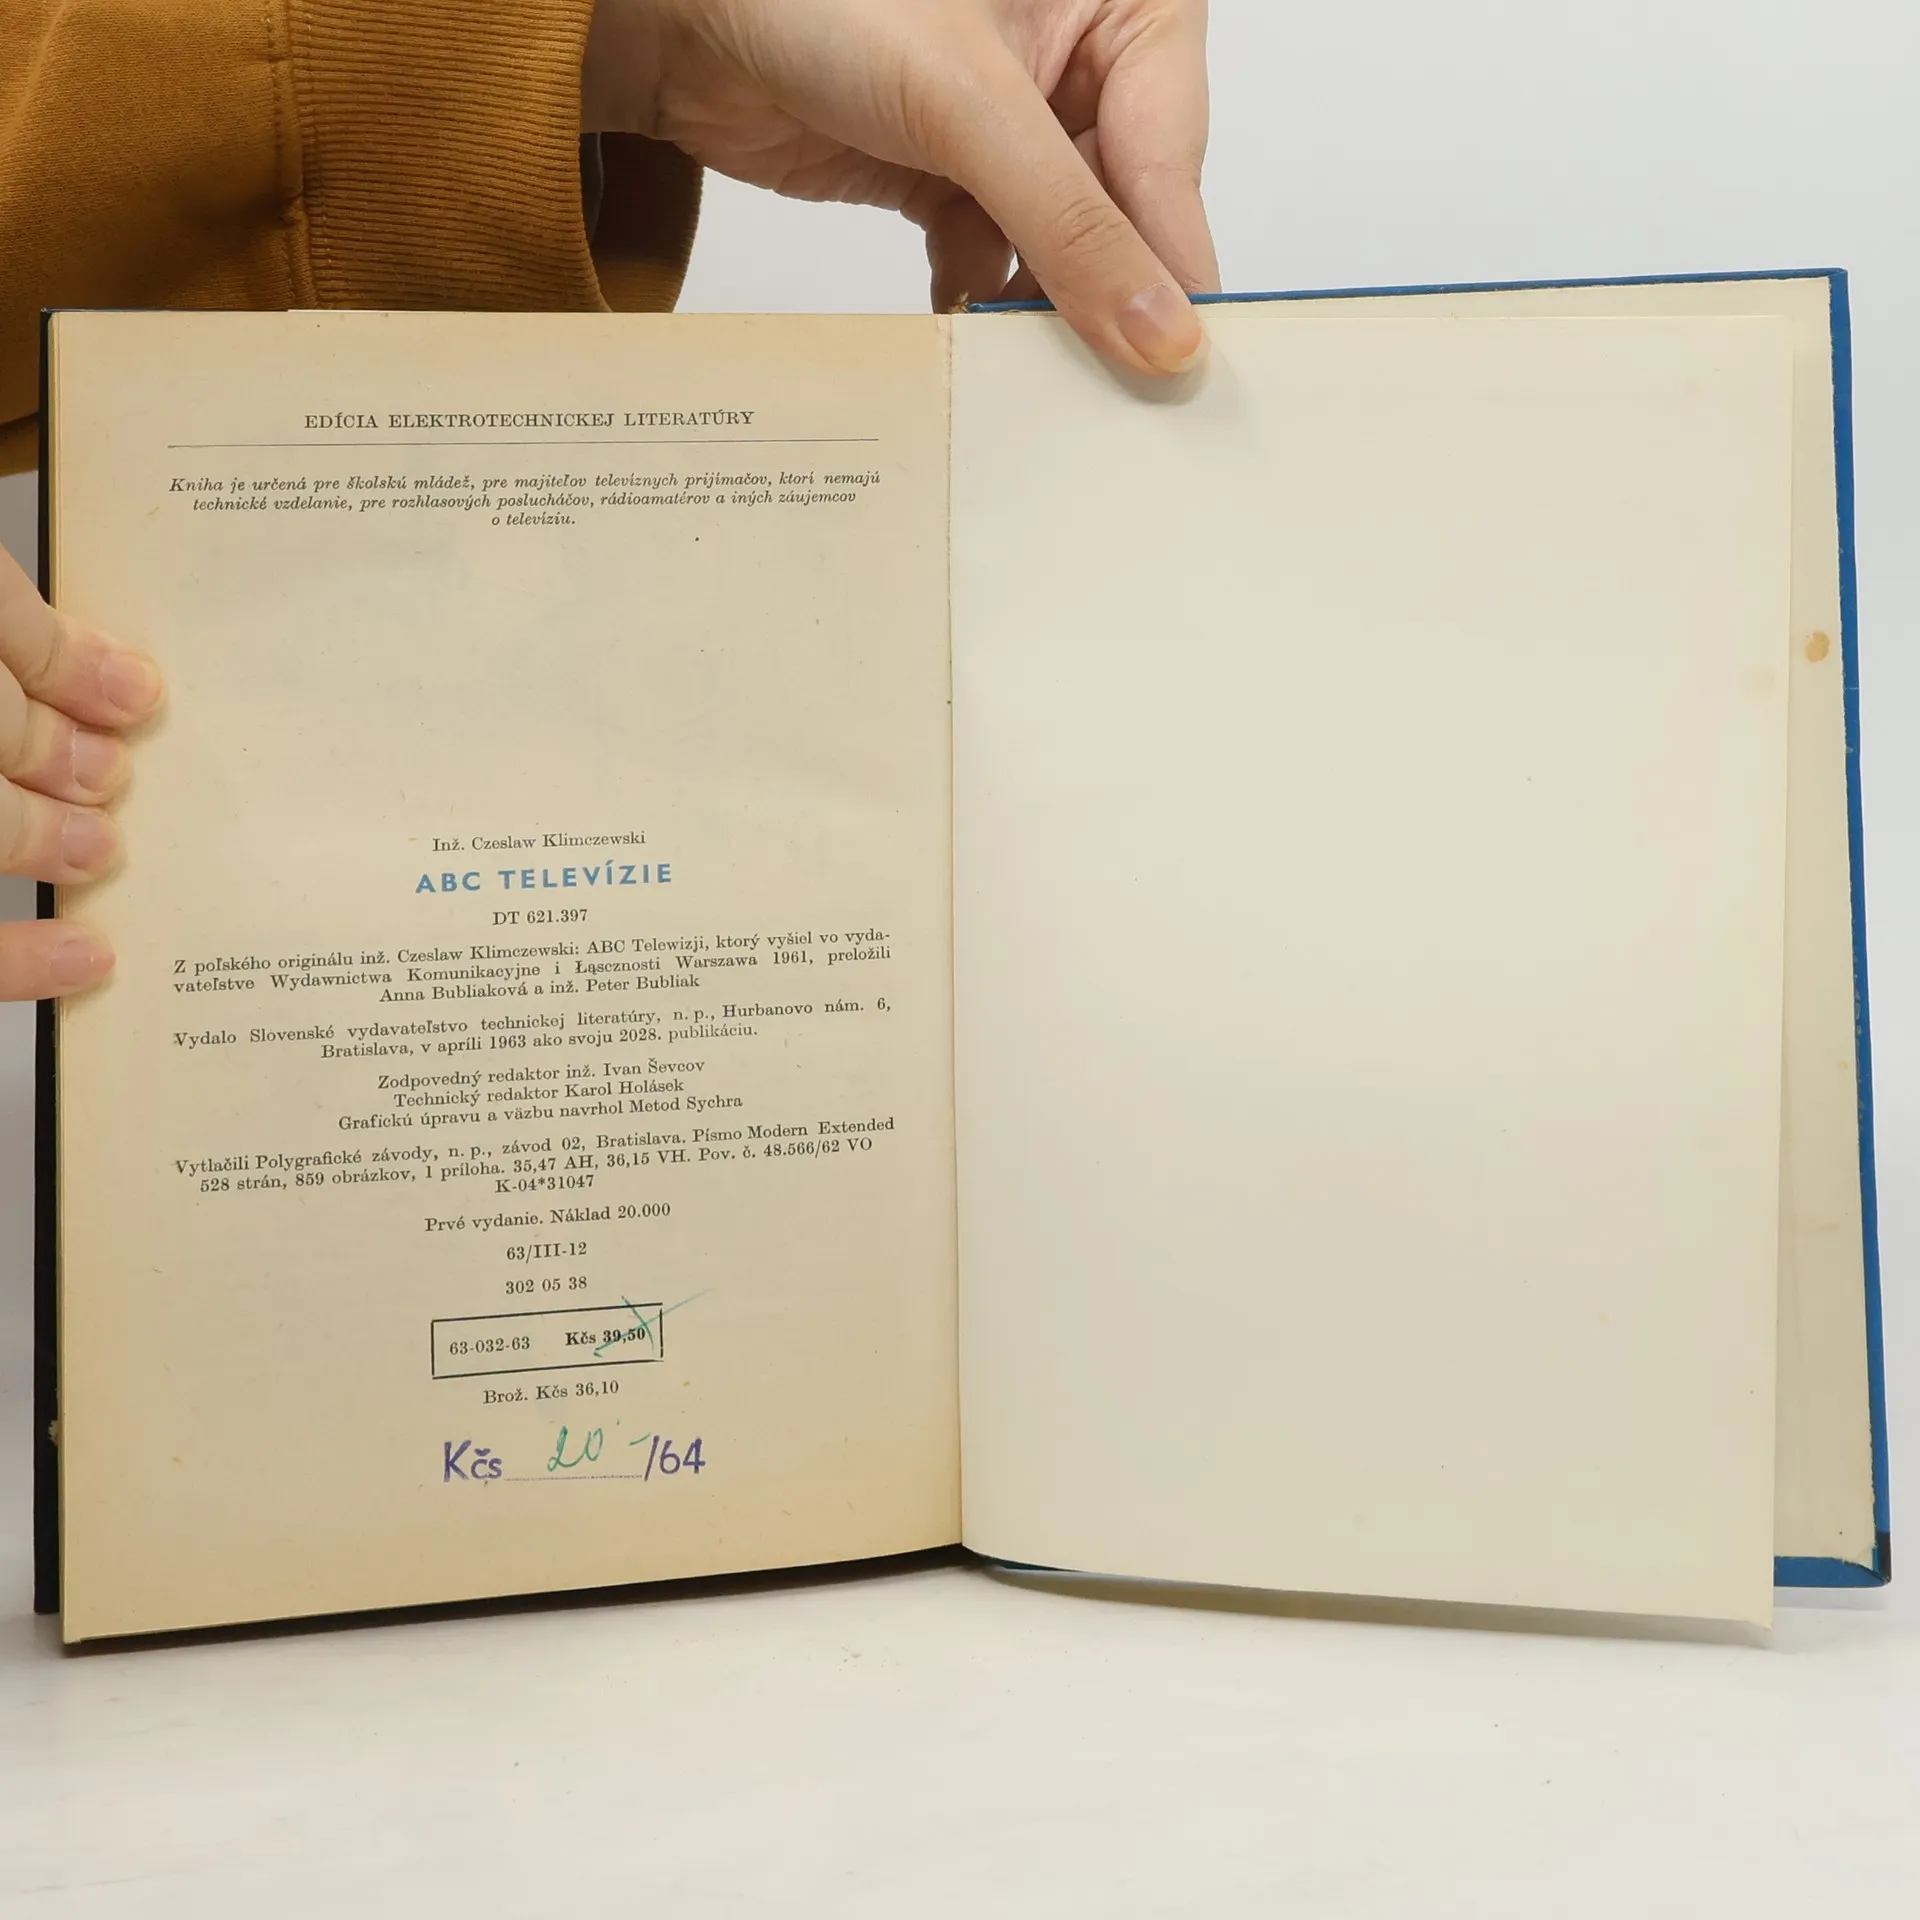 EDÍCIA ELEKTROTECHNICKEJ LITERATÚRY
Kniha je určená pre školskú mládež, pre majiteľov televíznych prijímačov, ktorí nemajú
technické vzdelanie, pre rozhlasových poslucháčov, rádioamatérov a iných záujemcov
o televíziu.
Inž. Czeslaw Klimczewski
ABC TELEVÍZIE
DT 621.397
Z poľského originálu inž. Czeslaw Klimczewski: ABC Telewizji, ktorý vyšiel vo vyda-
vateľstve Wydawnictwa Komunikacyjne i Łąscznosti Warszawa 1961, preložili
Anna Bubliaková a inž. Peter Bubliak
Vydalo Slovenské vydavateľstvo technickej literatúry, n. p., Hurbanovo nám. 6,
Bratislava, v apríli 1963 ako svoju 2028. publikáciu.
Zodpovedný redaktor inž. Ivan Ševcov
Technický redaktor Karol Holásek
Grafickú úpravu a väzbu navrhol Metod Sychra
Vytlačili Polygrafické závody, n. p., závod 02, Bratislava. Písmo Modern Extended
528 strán, 859 obrázkov, 1 príloha. 35,47 AH, 36,15 VH. Pov. č. 48.566/62 VO
K-04*31047
Prvé vydanie. Náklad 20.000
63/III-12
302 05 38
63-032-63 Kčs 39,50
Brož. Kčs 36,10
Kčs 20 -/64